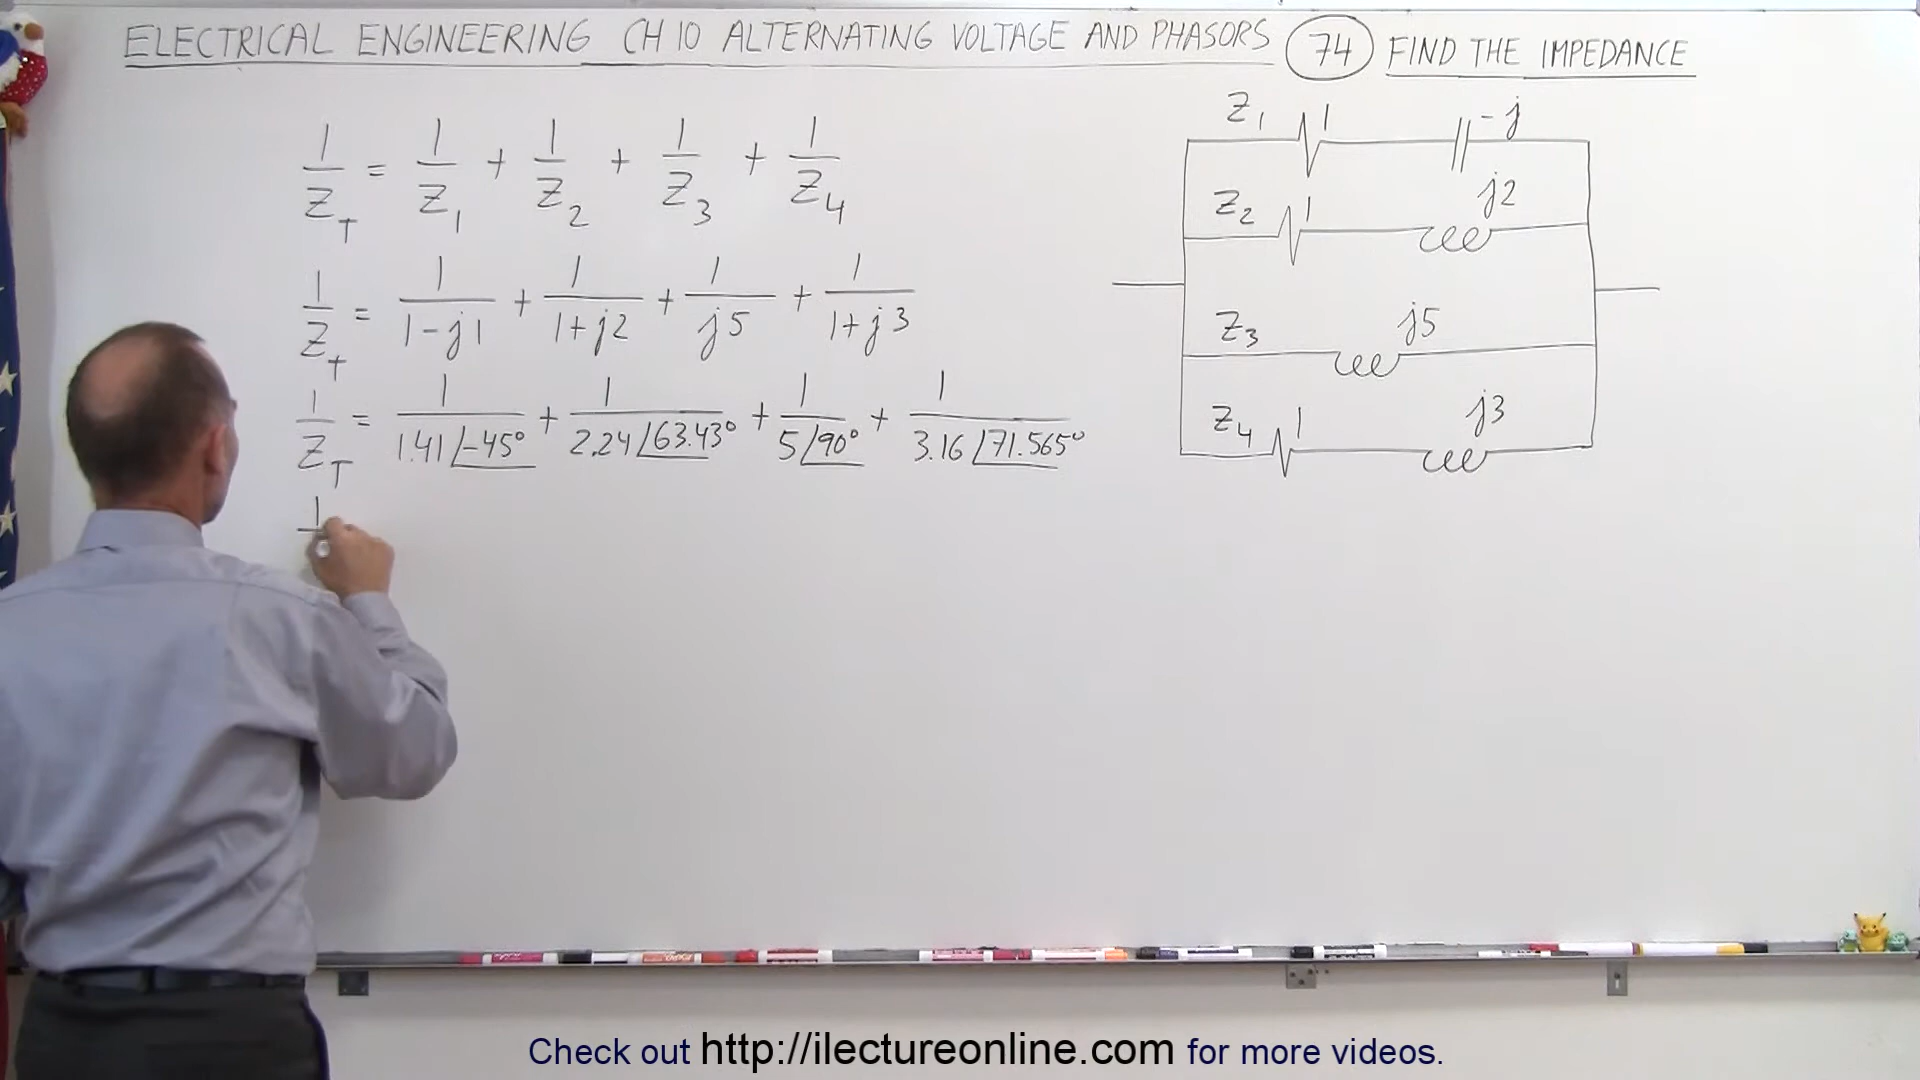 ELECTRICAL ENGINEERING CH 10 ALTERNATING VOLTAGE AND PHASORS 74 FIND THE IMPEDANCE
1/Z_T = 1/Z_1 + 1/Z_2 + 1/Z_3 + 1/Z_4
1/Z_T = 1/(1-j1) + 1/(1+j2) + 1/(j5) + 1/(1+j3)
1/Z_T = 1/(1.41∠-45°) + 1/(2.24∠63.43°) + 1/(5∠90°) + 1/(3.16∠71.565°)
1
Z_1 1 -j
Z_2 1 j2
Z_3 j5
Z_4 1 j3
Check out http://ilectureonline.com for more videos.